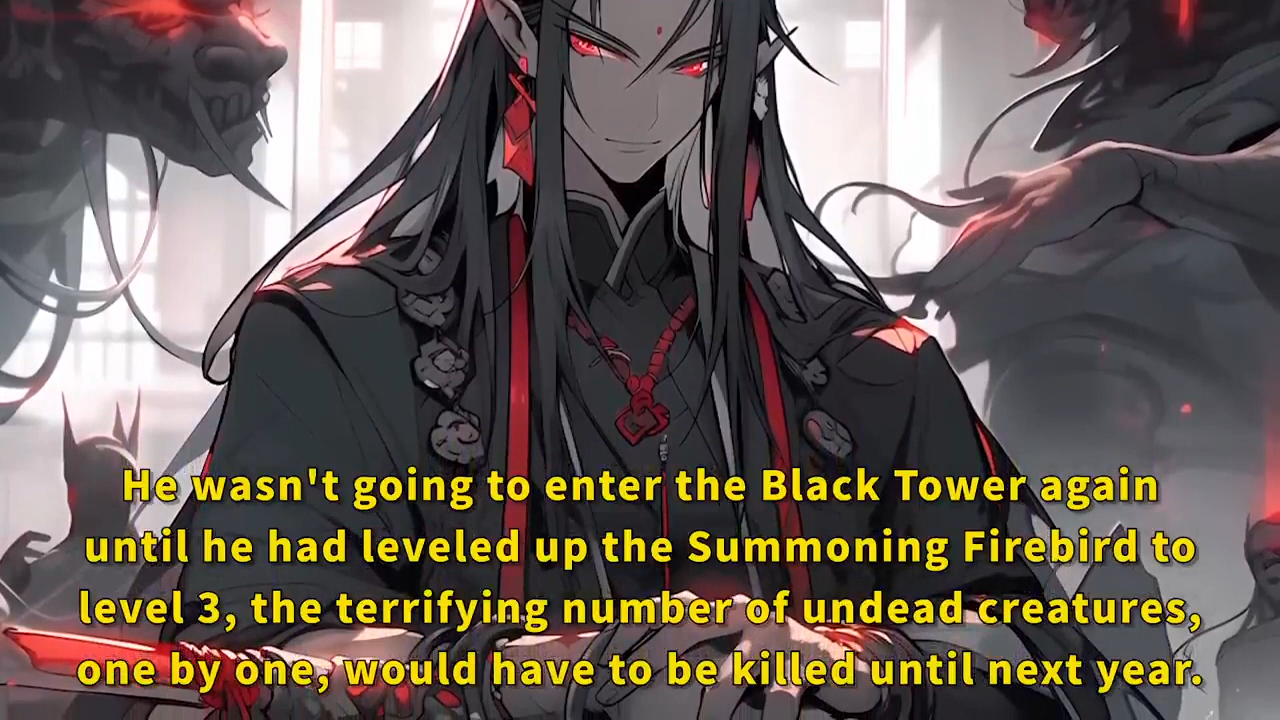 He wasn't going to enter the Black Tower again
until he had leveled up the Summoning Firebird to
level 3, the terrifying number of undead creatures,
one by one, would have to be killed until next year.